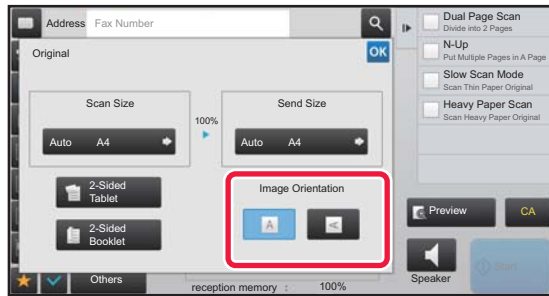 Address Fax Number
Original
OK
Scan Size
Auto A4
100%
Send Size
Auto A4
2-Sided
Tablet
2-Sided
Booklet
Image Orientation
A
A
Others
reception memory : 100%
Dual Page Scan
Divide into 2 Pages
N-Up
Put Multiple Pages in A Page
Slow Scan Mode
Scan Thin Paper Original
Heavy Paper Scan
Scan Heavy Paper Original
Preview
CA
Speaker
Start